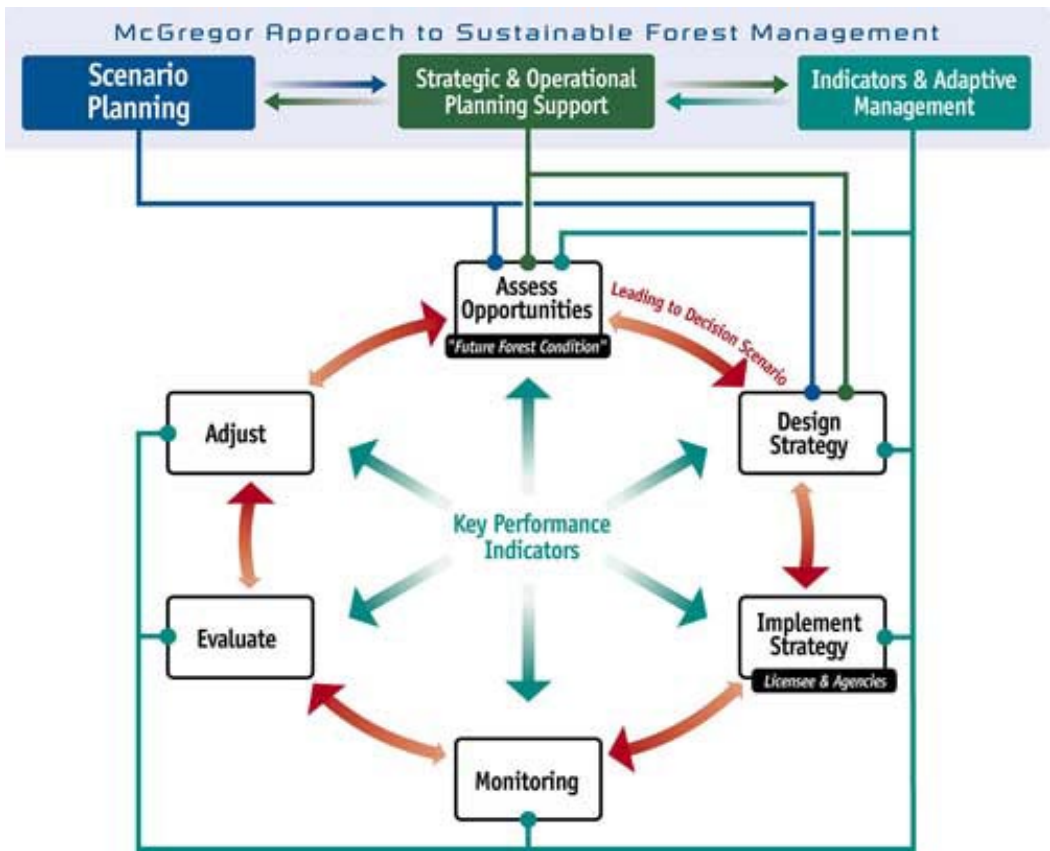 McGregor Approach to Sustainable Forest Management
Scenario
Planning
Strategic & Operational
Planning Support
Indicators & Adaptive
Management
Assess
Opportunities
"Future Forest Condition"
Leading to Decision Scenario
Design
Strategy
Adjust
Key Performance
Indicators
Evaluate
Implement
Strategy
Licensee & Agencies
Monitoring